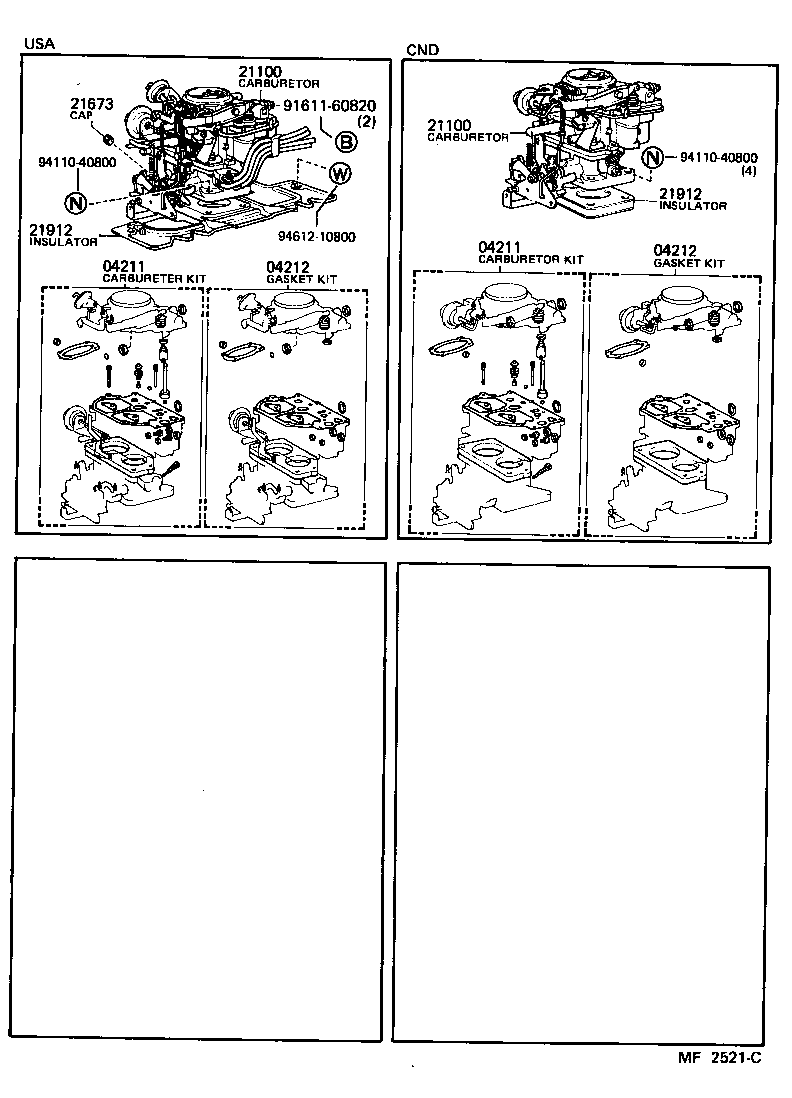 USA
21100
CARBURETOR
21673
CAP
91611-60820
(2)
B
94110-40800
N
W
21912
INSULATOR
94612-10800
04211
CARBURETER KIT
04212
GASKET KIT
CND
21100
CARBURETOR
N
94110-40800
(4)
21912
INSULATOR
04211
CARBURETOR KIT
04212
GASKET KIT
MF 2521-C